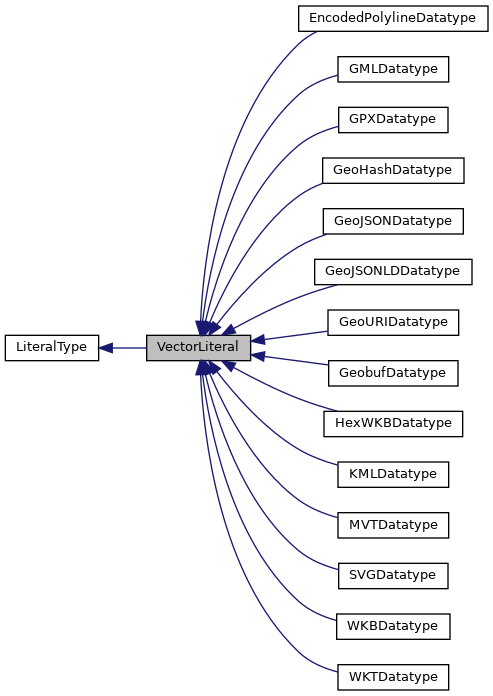 EncodedPolylineDatatype
GMLDatatype
GPXDatatype
GeoHashDatatype
GeoJSONDatatype
GeoJSONLDDatatype
GeoURIDatatype
LiteralType
VectorLiteral
GeobufDatatype
HexWKBDatatype
KMLDatatype
MVTDatatype
SVGDatatype
WKBDatatype
WKTDatatype